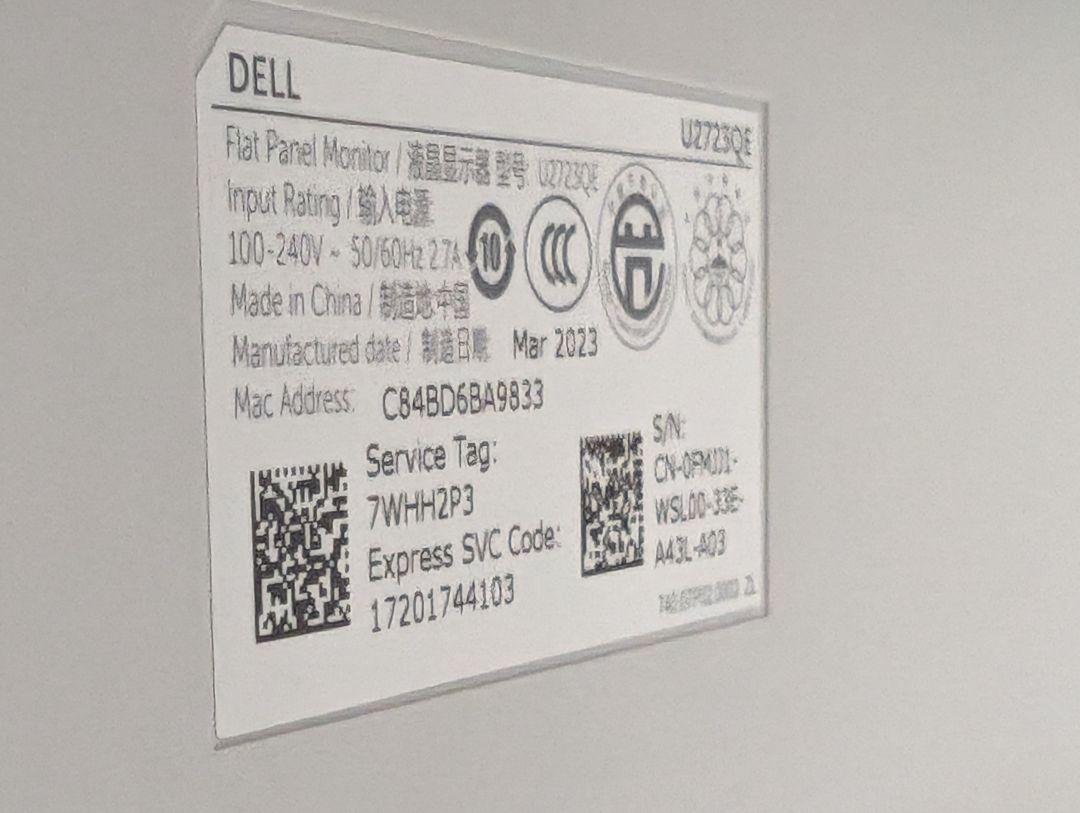 DELL
U2723QE
Flat Panel Monitor / 液晶显示器 型号: U2723QE
Input Rating / 输入电源:
100-240V ~ 50/60Hz 2.7A
10
Made in China / 制造地:中国
Manufactured date / 制造日期: Mar 2023
Mac Address: C84BD6BA9833
Service Tag:
7WHH2P3
Express SVC Code:
17201744103
S/N:
WSL00-33E-
A43L-A03